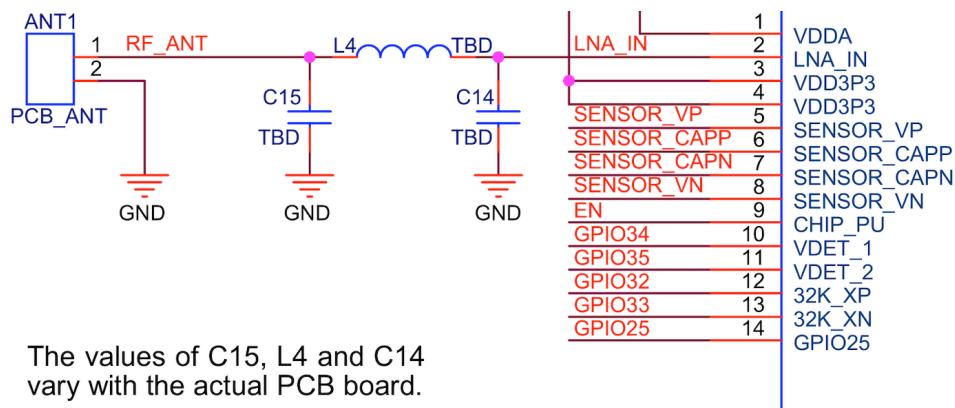 ANT1
1
RF_ANT
2
PCB_ANT
L4
TBD
C15
TBD
C14
TBD
GND
GND
GND
LNA_IN
SENSOR_VP
SENSOR_CAPP
SENSOR_CAPN
SENSOR_VN
EN
GPIO34
GPIO35
GPIO32
GPIO33
GPIO25
1
2
3
4
5
6
7
8
9
10
11
12
13
14
VDDA
LNA_IN
VDD3P3
VDD3P3
SENSOR_VP
SENSOR_CAPP
SENSOR_CAPN
SENSOR_VN
CHIP_PU
VDET_1
VDET_2
32K_XP
32K_XN
GPIO25
The values of C15, L4 and C14
vary with the actual PCB board.